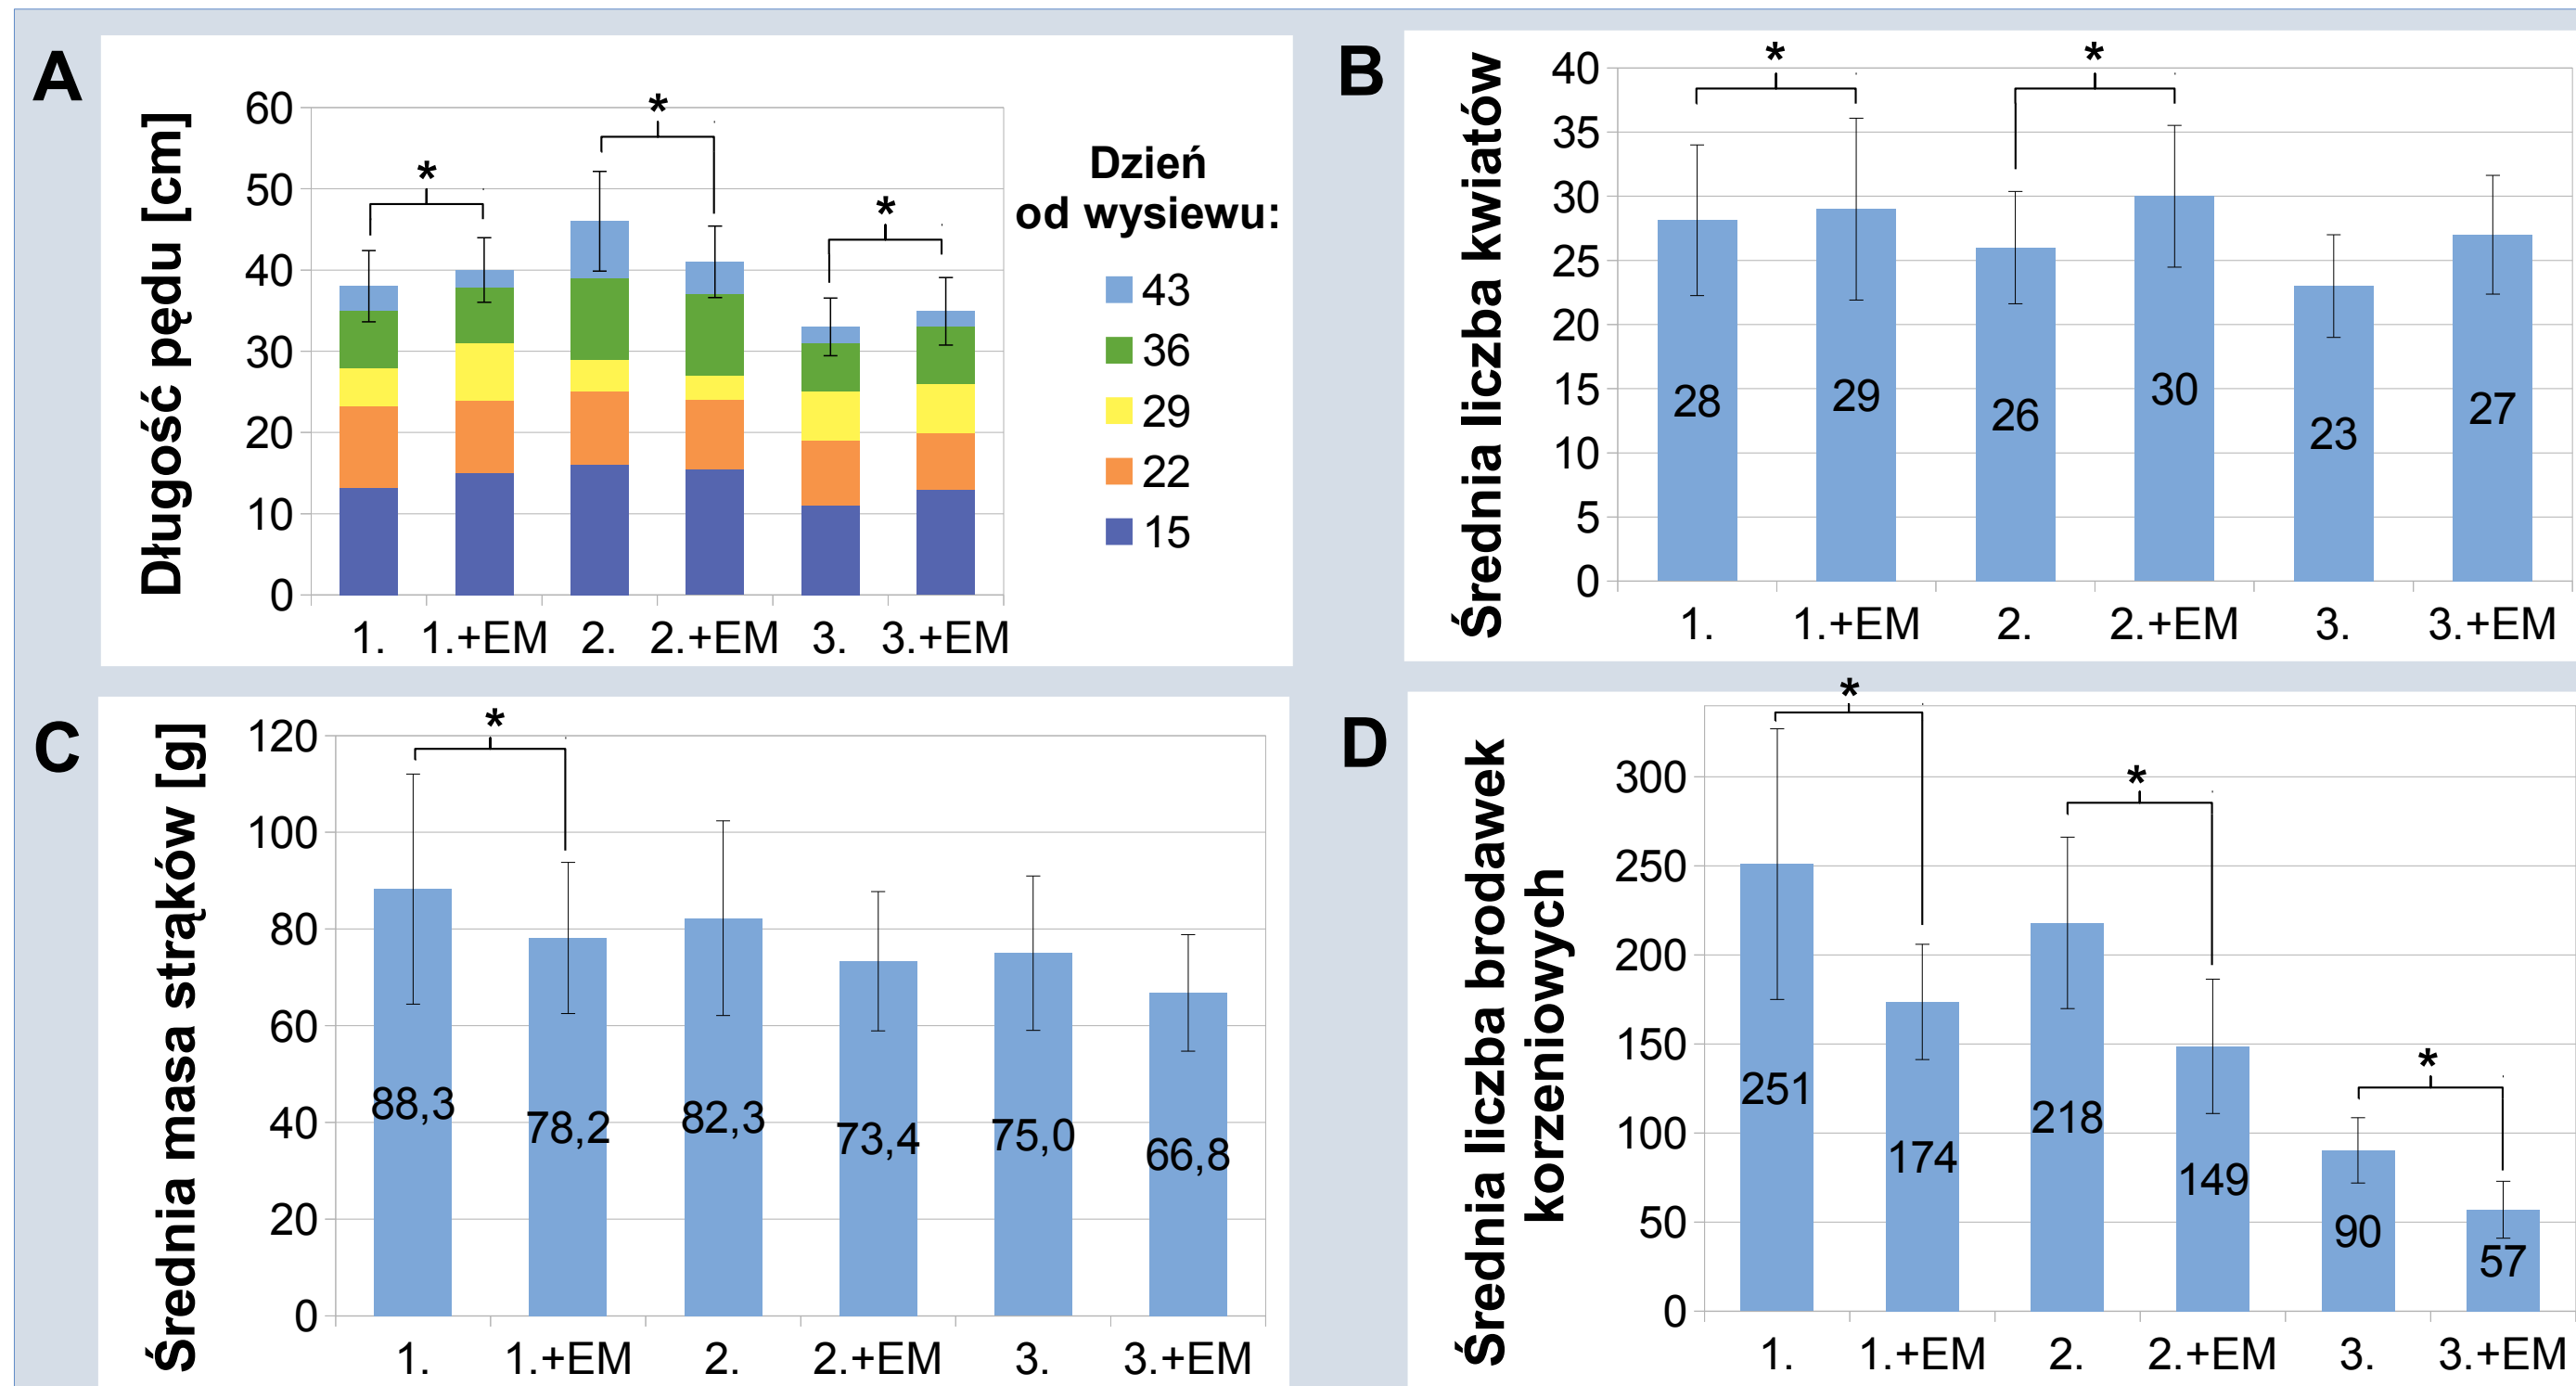 A
Długość pędu [cm]
60
50
40
30
20
10
0
*
*
*
1. 1.+EM 2. 2.+EM 3. 3.+EM
Dzień
od wysiewu:
43
36
29
22
15
B
Średnia liczba kwiatów
40
35
30
25
20
15
10
5
0
*
*
28 29 26 30 23 27
1. 1.+EM 2. 2.+EM 3. 3.+EM
C
Średnia masa strąków [g]
120
100
80
60
40
20
0
*
88,3 78,2 82,3 73,4 75,0 66,8
1. 1.+EM 2. 2.+EM 3. 3.+EM
D
Średnia liczba brodawek
korzeniowych
300
250
200
150
100
50
0
*
*
*
251 174 218 149 90 57
1. 1.+EM 2. 2.+EM 3. 3.+EM